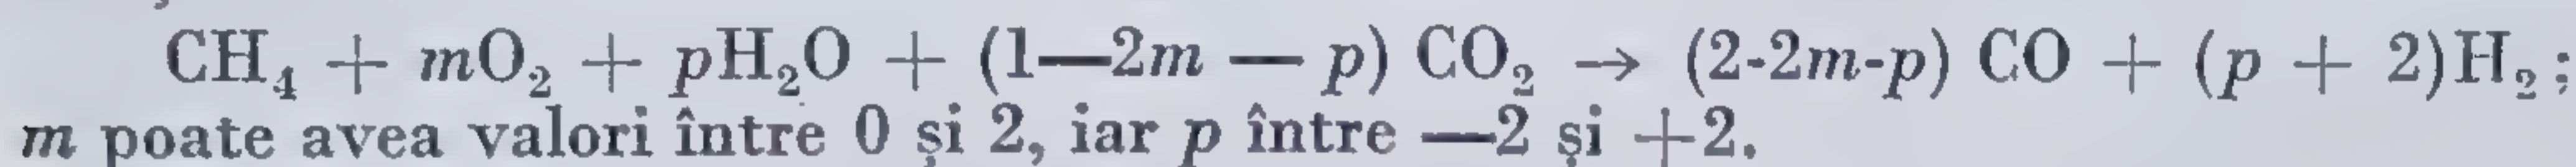 CH₄ + mO₂ + pH₂O + (1—2m — p) CO₂ → (2-2m-p) CO + (p + 2)H₂;
m poate avea valori între 0 și 2, iar p între —2 și +2.